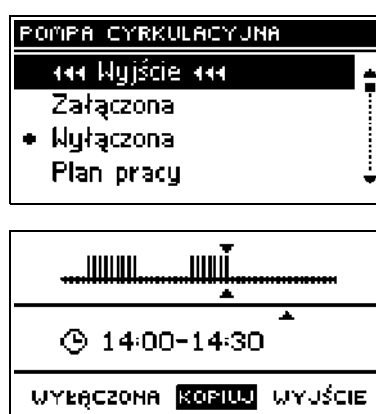 POMPA CYRKULACYJNA
Wyjście
Załączona
Wyłączona
Plan pracy
14:00-14:30
WYŁĄCZONA KOPIUJ WYJŚCIE